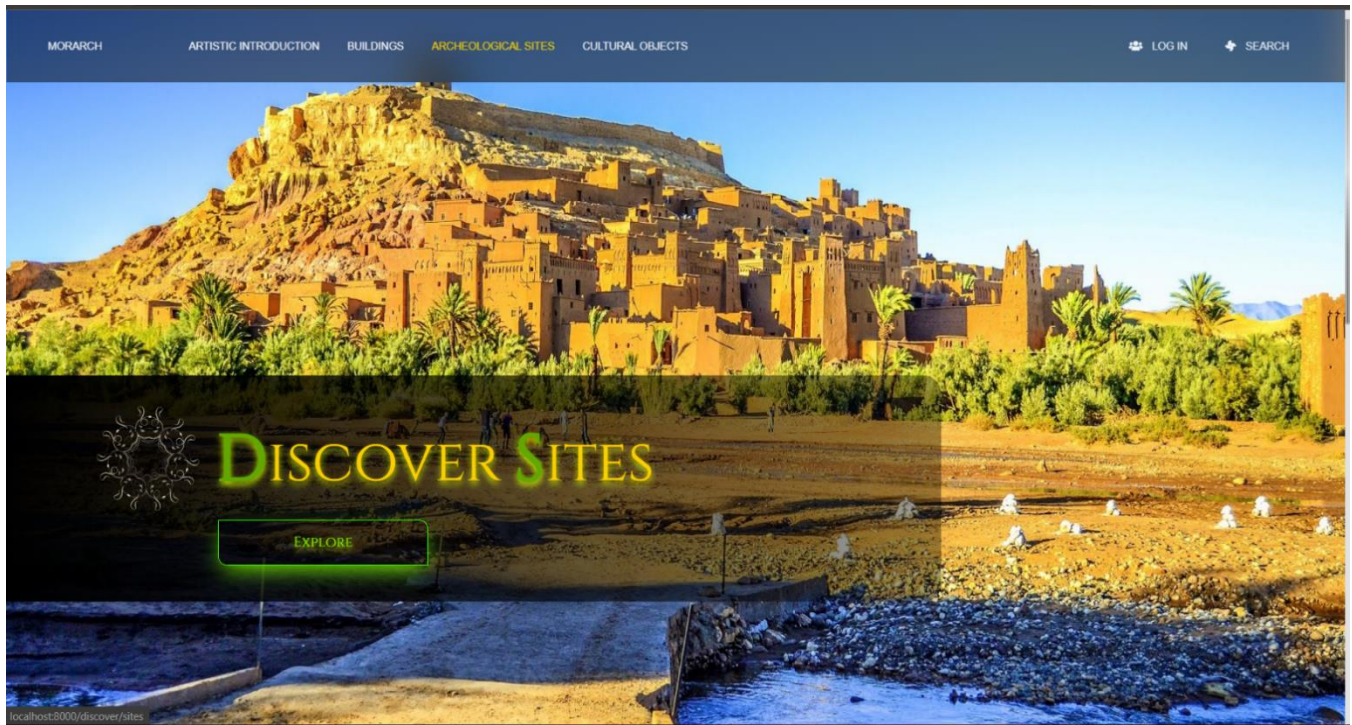 MORARCH ARTISTIC INTRODUCTION BUILDINGS ARCHEOLOGICAL SITES CULTURAL OBJECTS LOG IN SEARCH
DISCOVER SITES
EXPLORE
localhost:8000/discover/sites